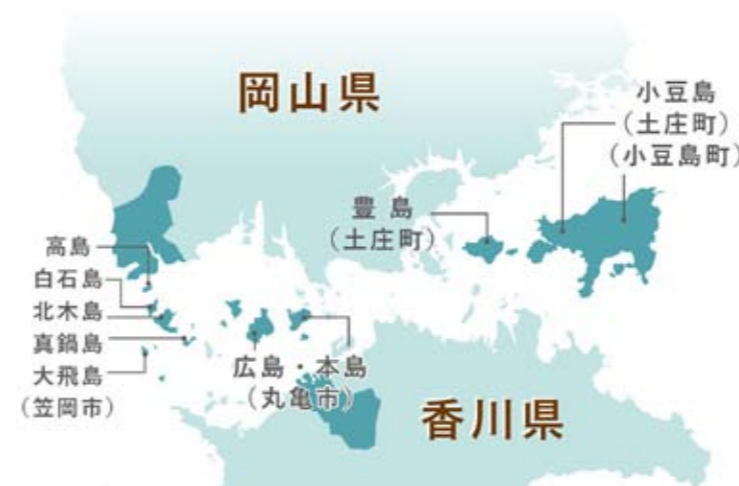 岡山県
小豆島
(土庄町)
(小豆島町)
豊島
(土庄町)
高島
白石島
北木島
真鍋島
大飛島
(笠岡市)
広島・本島
(丸亀市)
香川県